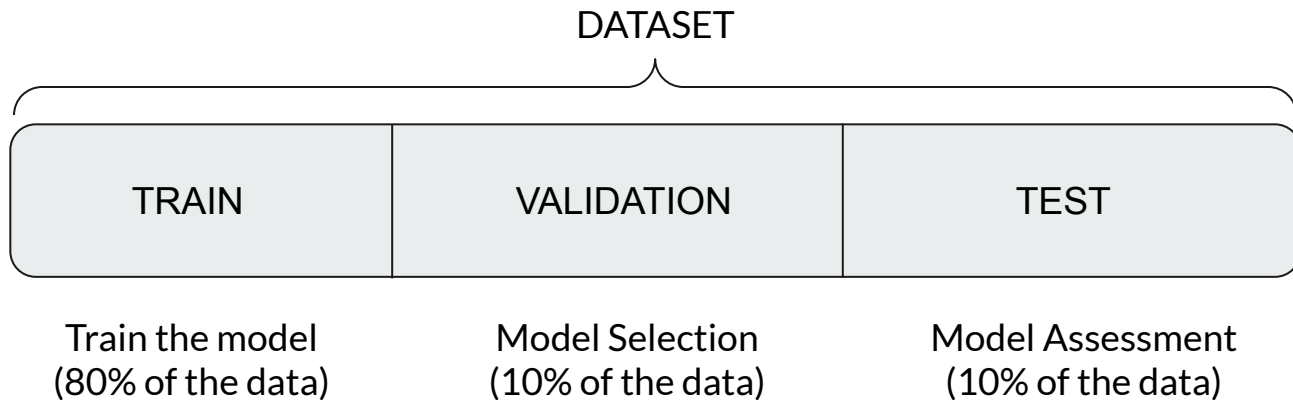 DATASET
TRAIN
VALIDATION
TEST
Train the model
(80% of the data)
Model Selection
(10% of the data)
Model Assessment
(10% of the data)